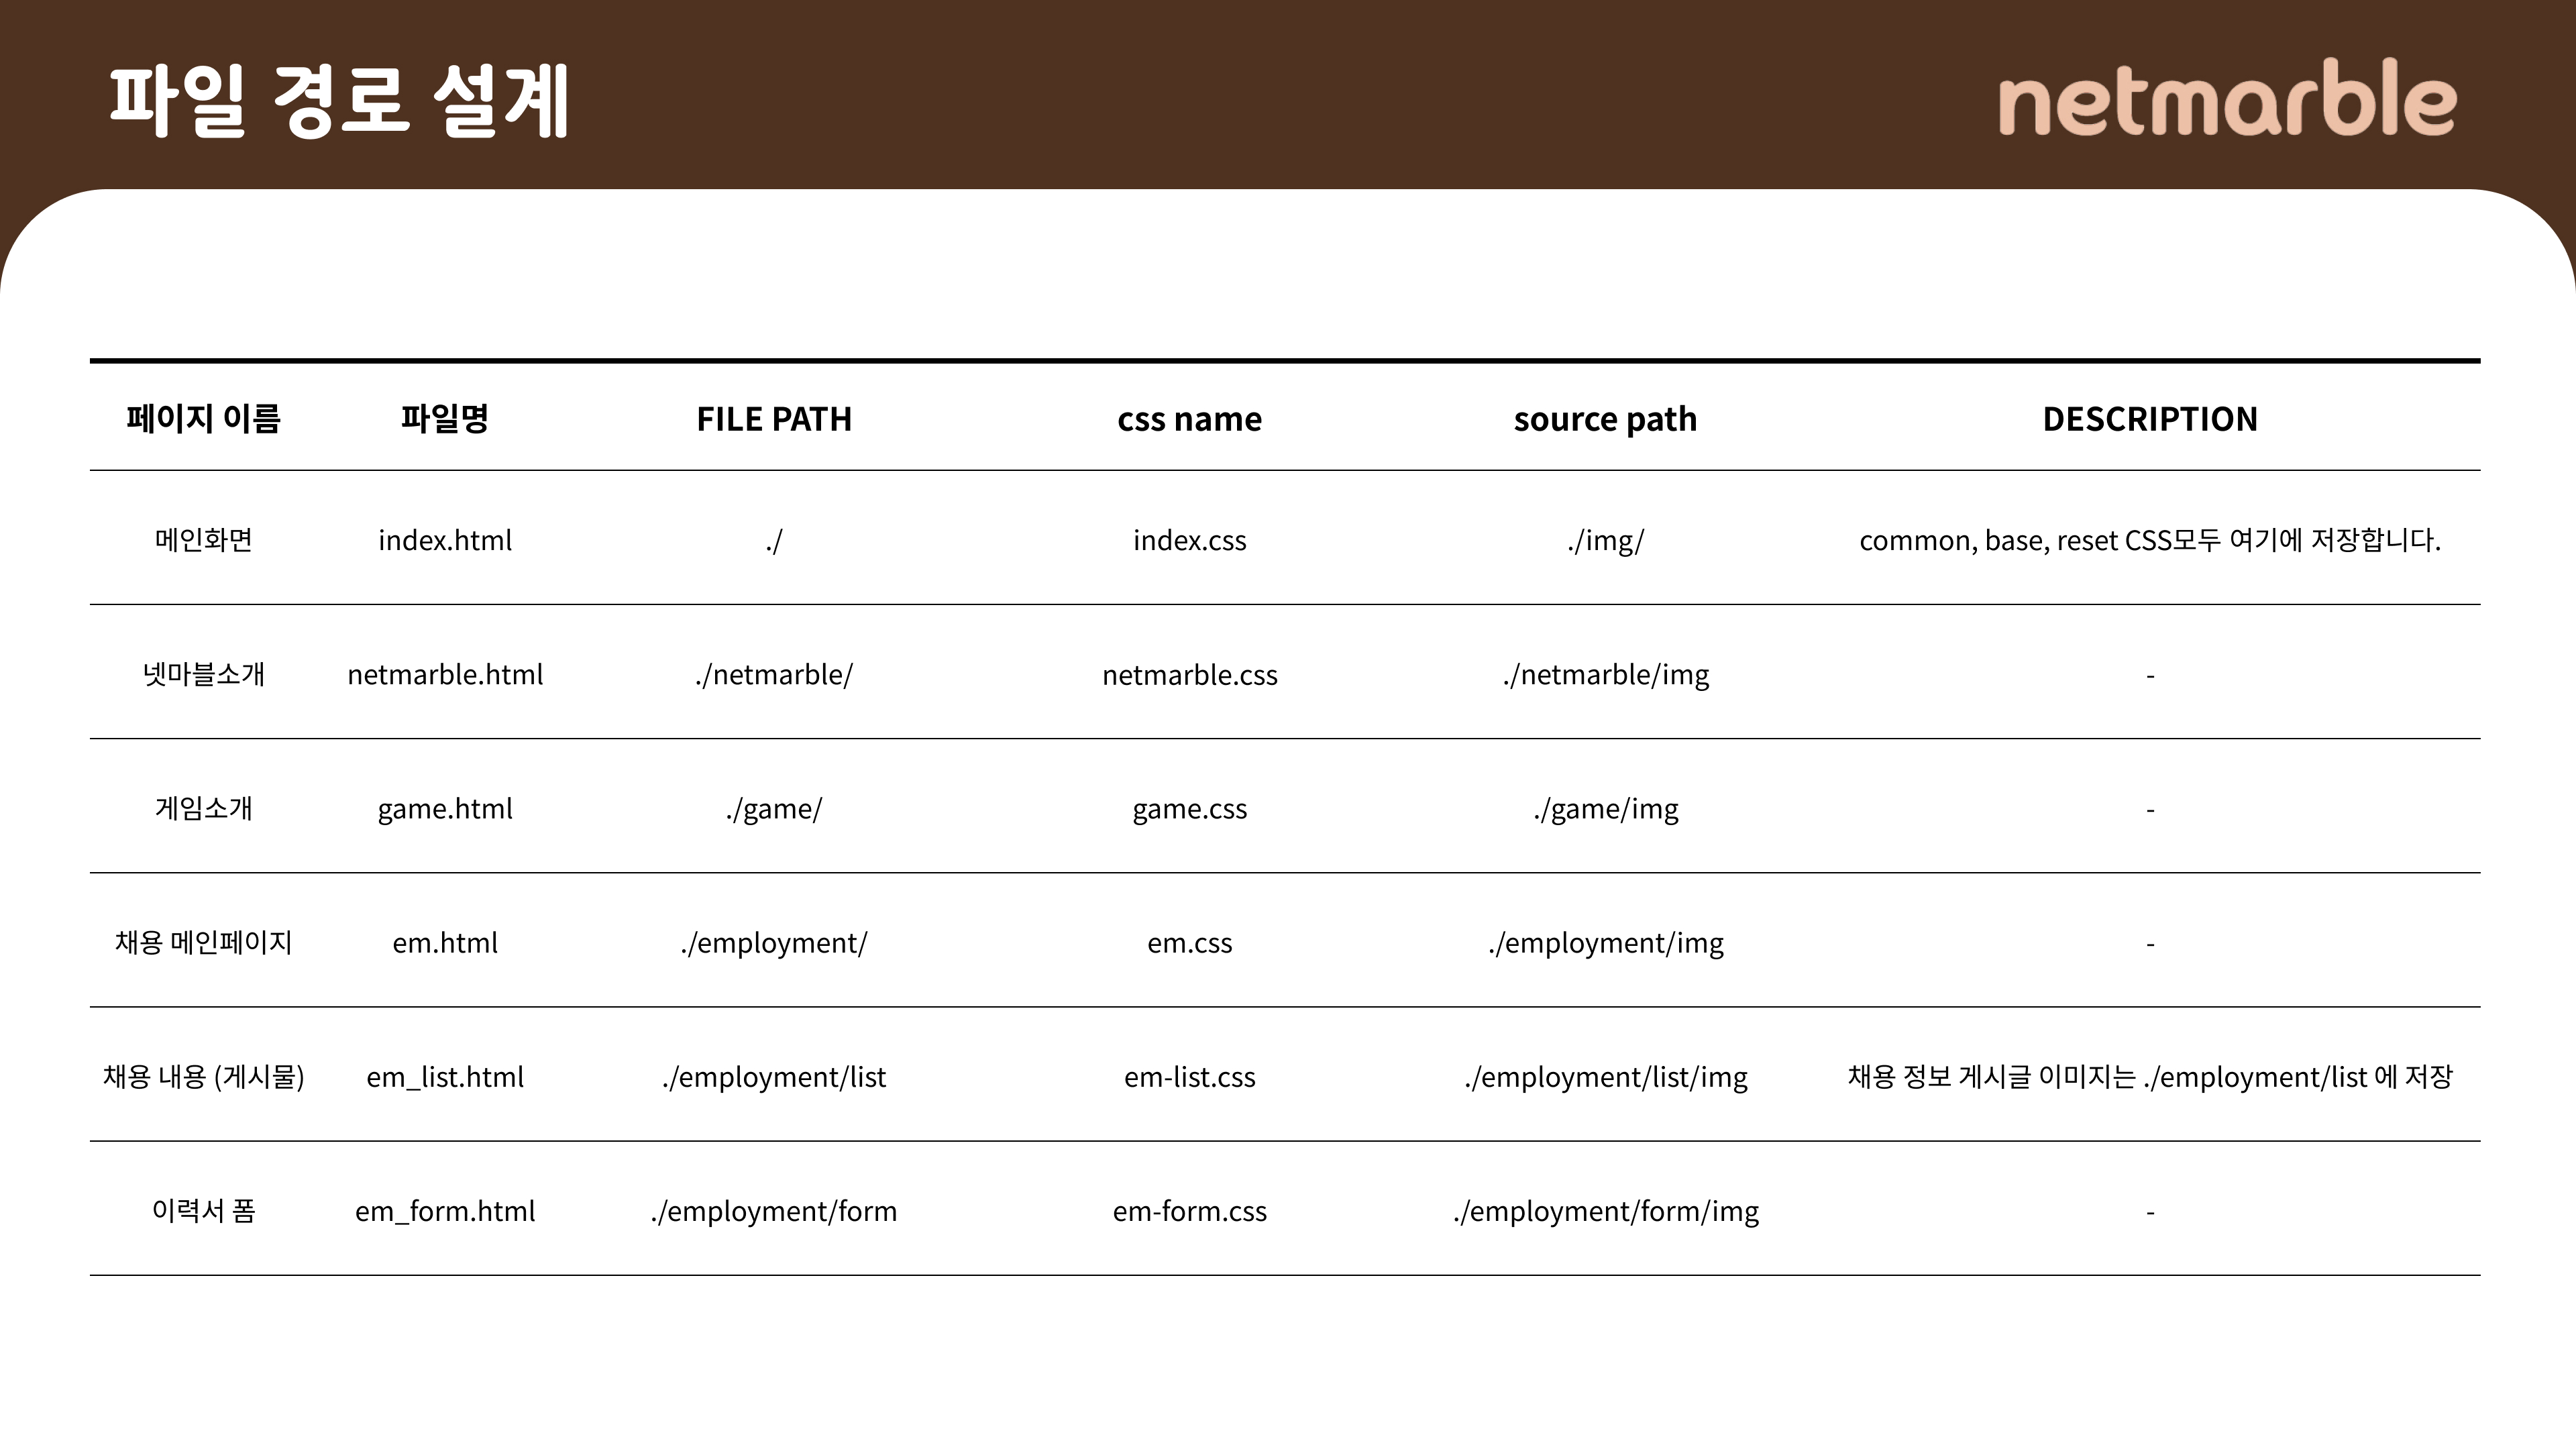 파일 경로 설계
netmarble
페이지 이름 파일명 FILE PATH css name source path DESCRIPTION
메인화면 index.html ./ index.css ./img/ common, base, reset CSS모두 여기에 저장합니다.
넷마블소개 netmarble.html ./netmarble/ netmarble.css ./netmarble/img -
게임소개 game.html ./game/ game.css ./game/img -
채용 메인페이지 em.html ./employment/ em.css ./employment/img -
채용 내용 (게시물) em_list.html ./employment/list em-list.css ./employment/list/img 채용 정보 게시글 이미지는 ./employment/list 에 저장
이력서 폼 em_form.html ./employment/form em-form.css ./employment/form/img -